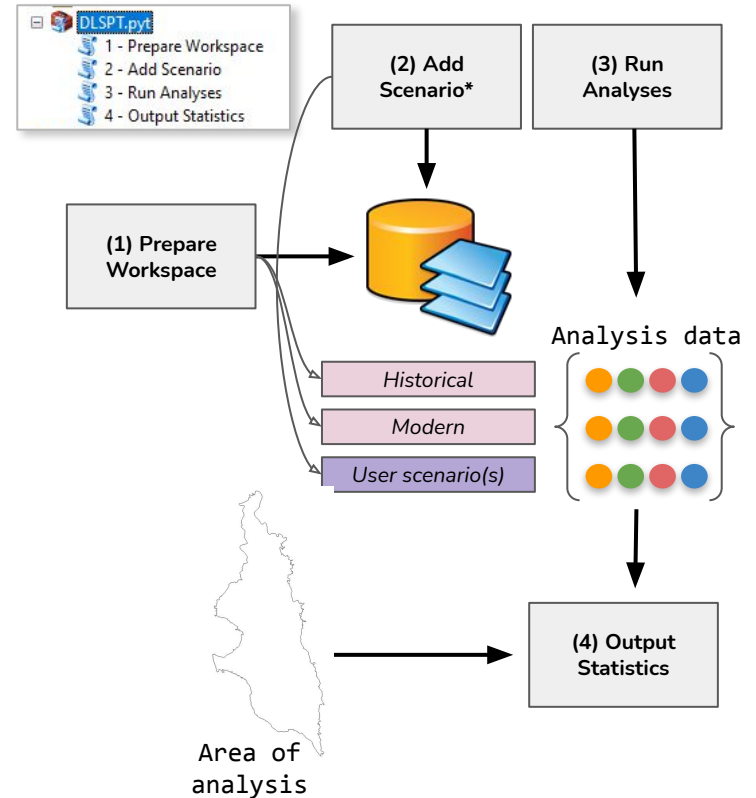 DLSPT.pyt
1 - Prepare Workspace
2 - Add Scenario
3 - Run Analyses
4 - Output Statistics
(2) Add
Scenario*
(3) Run
Analyses
(1) Prepare
Workspace
Analysis data
Historical
Modern
User scenario(s)
(4) Output
Statistics
Area of
analysis